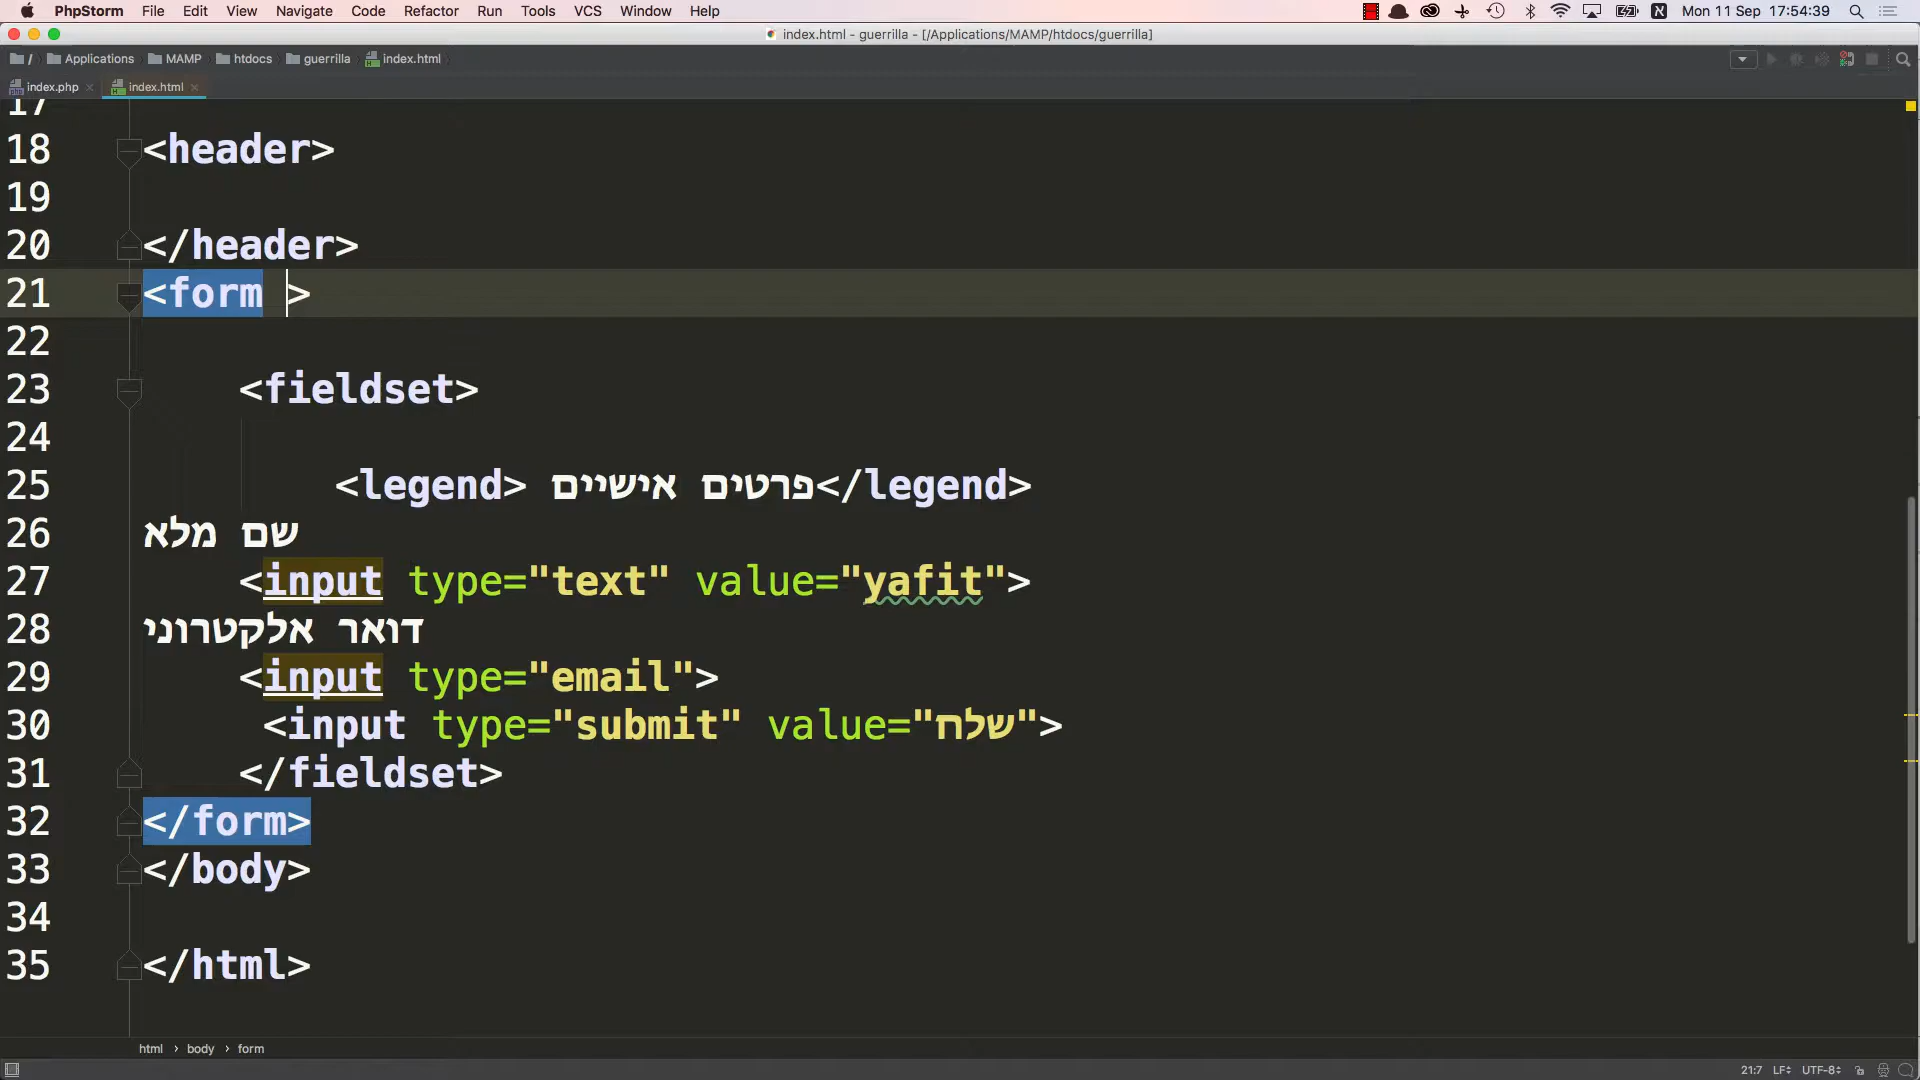 PhpStorm File Edit View Navigate Code Refactor Run Tools VCS Window Help Mon 11 Sep 17:54:39
index.html - guerrilla - [/Applications/MAMP/htdocs/guerrilla]
/ Applications MAMP htdocs guerrilla index.html
index.php index.html
17
18 <header>
19
20 </header>
21 <form >
22
23 <fieldset>
24
25 <legend> פרטים אישיים</legend>
26 שם מלא
27 <input type="text" value="yafit">
28 דואר אלקטרוני
29 <input type="email">
30 <input type="submit" value="שלח">
31 </fieldset>
32 </form>
33 </body>
34
35 </html>
html › body › form
21:7 LF UTF-8